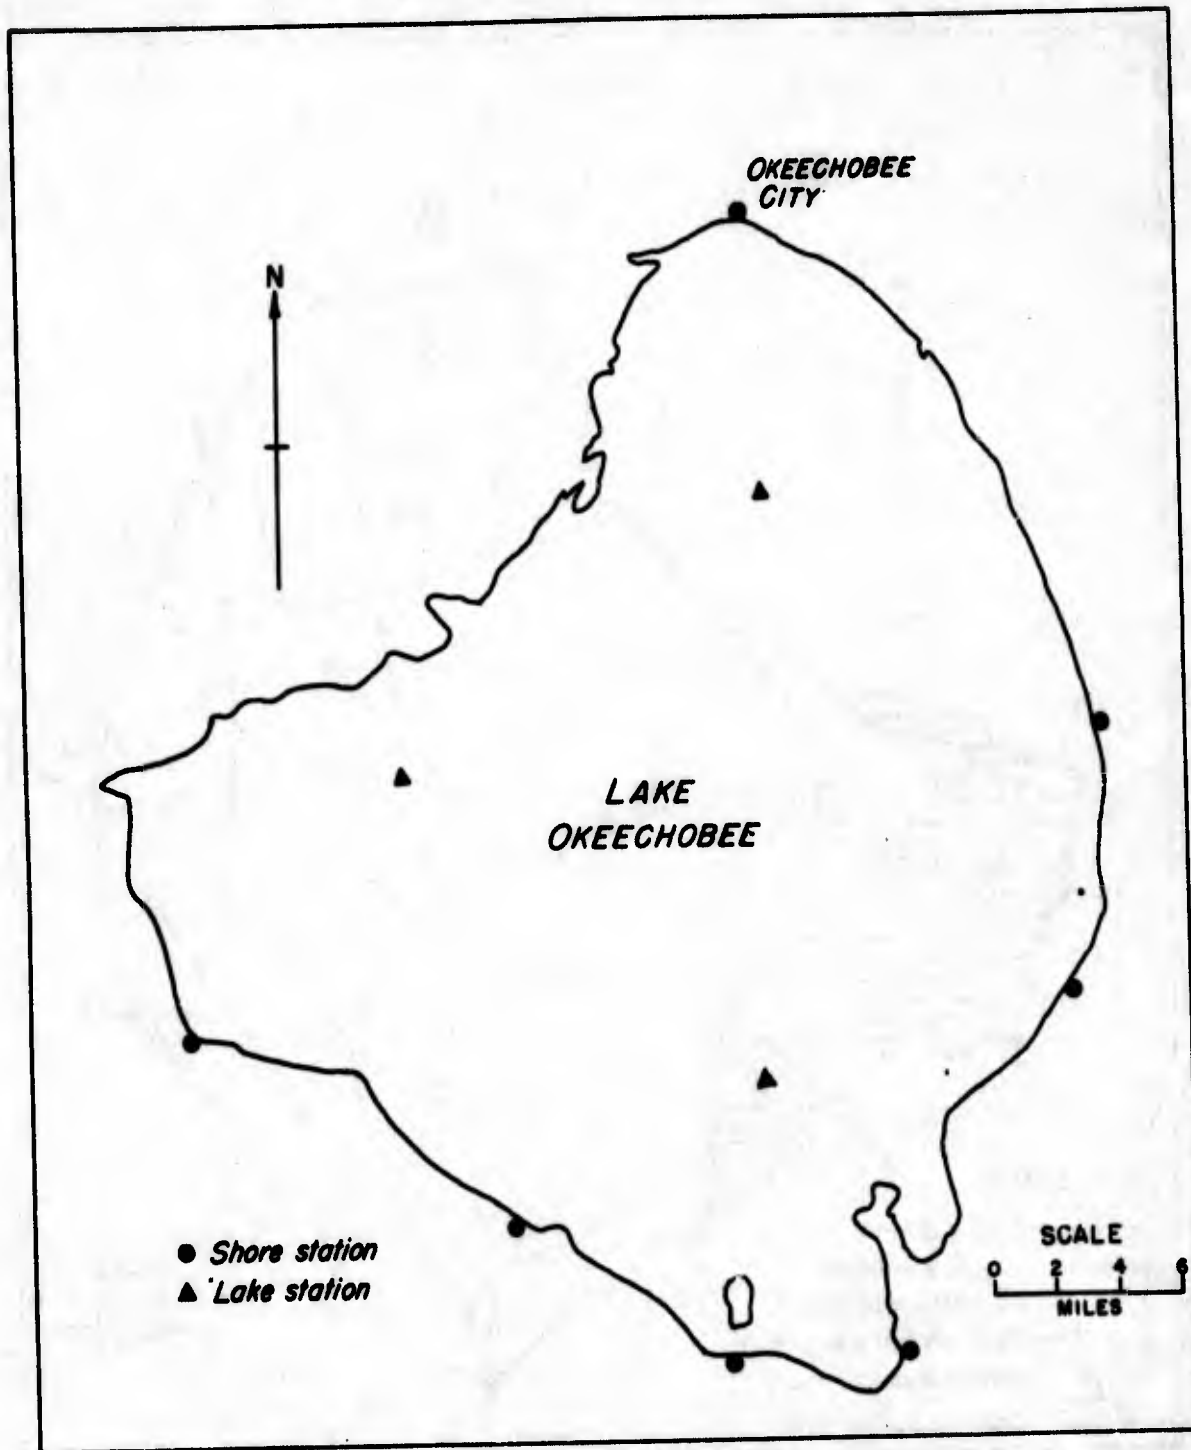 OKEECHOBEE
CITY
N
LAKE
OKEECHOBEE
Shore station
Lake station
SCALE
0 2 4 6
MILES